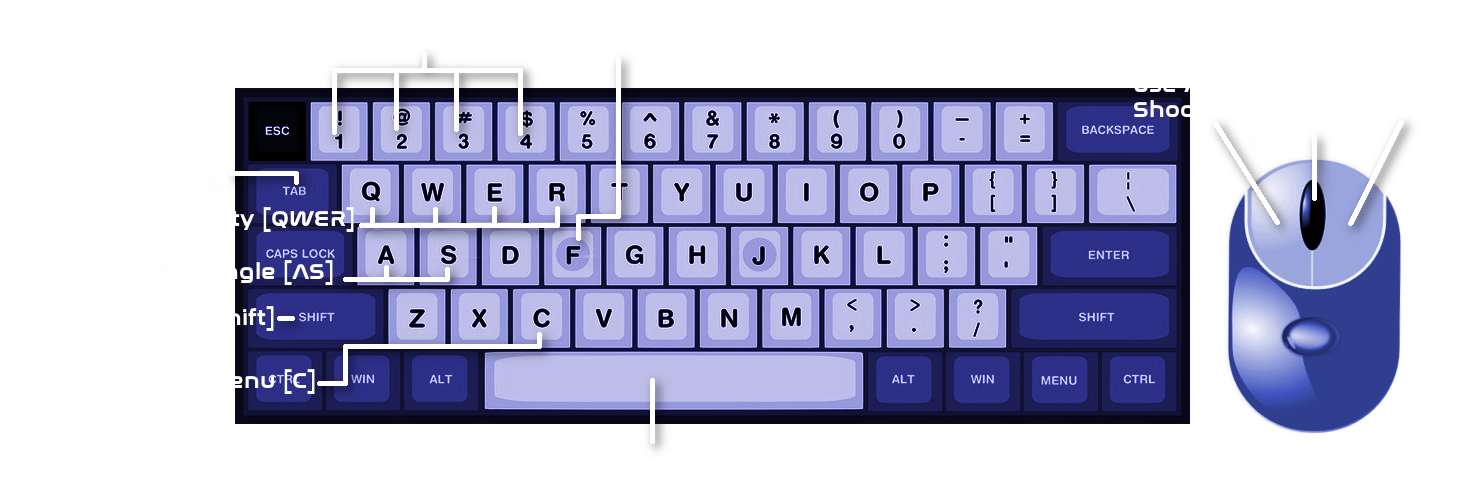 Shoo
ESC ! 1 @ 2 # 3 $ 4 % 5 ^ 6 & 7 * 8 ( 9 ) 0 — - + = BACKSPACE
TAB Q W E R T Y U I O P { [ } ] ¦ \
ty [QWER]
CAPS LOCK A S D F G H J K L : ; " ' ENTER
ngle [AS]
hift] SHIFT Z X C V B N M < , > . ? / SHIFT
enu [C] CTRL WIN ALT ALT WIN MENU CTRL